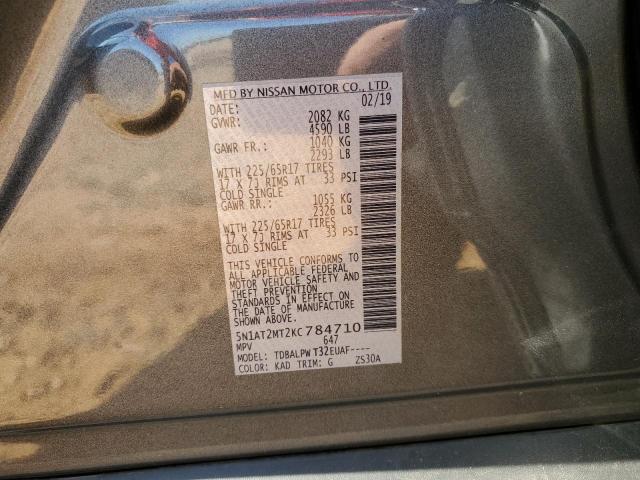 MFD BY NISSAN MOTOR CO., LTD.
DATE: 02/19
GVWR: 2082 KG
4590 LB
GAWR FR.: 1040 KG
2293 LB
WITH 225/65R17 TIRES
17 X 7J RIMS AT 33 PSI
COLD SINGLE
GAWR RR.: 1055 KG
2326 LB
WITH 225/65R17 TIRES
17 X 7J RIMS AT 33 PSI
COLD SINGLE
THIS VEHICLE CONFORMS TO
ALL APPLICABLE FEDERAL
MOTOR VEHICLE SAFETY AND
THEFT PREVENTION
STANDARDS IN EFFECT ON
THE DATE OF MANUFACTURE
SHOWN ABOVE.
5N1AT2MT2KC784710
MPV 647
MODEL: TDBALPW T32EUAF----
COLOR: KAD TRIM: G ZS30A